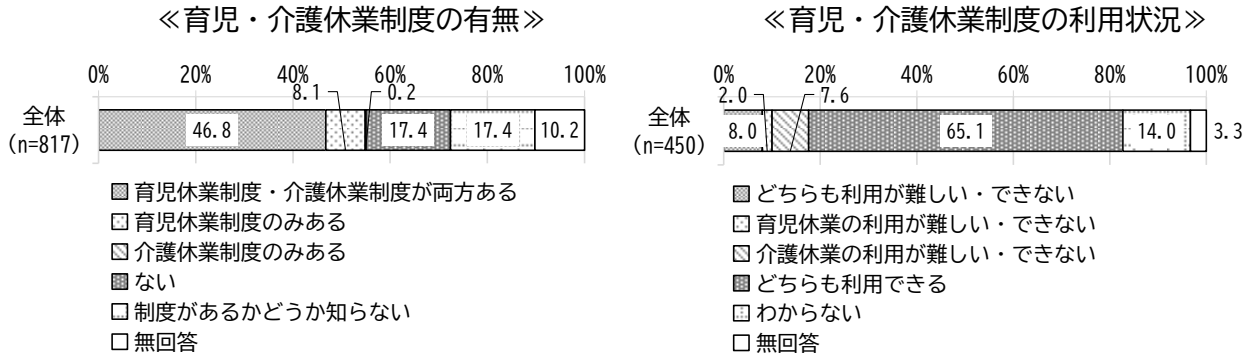 ≪育児・介護休業制度の有無≫
0% 20% 40% 60% 80% 100%
8.1 0.2
全体
(n=817)
46.8 17.4 17.4 10.2
育児休業制度・介護休業制度が両方ある
育児休業制度のみある
介護休業制度のみある
ない
制度があるかどうか知らない
無回答
≪育児・介護休業制度の利用状況≫
0% 20% 40% 60% 80% 100%
2.0 7.6
全体
(n=450)
8.0 65.1 14.0 3.3
どちらも利用が難しい・できない
育児休業の利用が難しい・できない
介護休業の利用が難しい・できない
どちらも利用できる
わからない
無回答